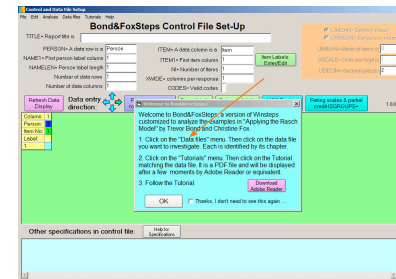 Control and Data File Setup
File Edit Analysis Data files Tutorials Help
Bond&FoxSteps Control File Set-Up
TITLE= Report title is
PERSON= A data row is a Person
ITEM= A data column is a Item
NAME1= First person label column 1
ITEM1= First item column 1
NAMLEN= Person label length 1
NI= Number of items 1
Number of data rows 1
XWIDE= columns per response 1
Number of data columns 1
CODES= Valid codes
Item Labels: Enter/Edit
UMEAN= Mean of items is 0
USCALE= Units per logit is 1
UDECIM= decimal places 2
Refresh Data Display
Data entry direction:
Rating scales & partial credit ISGROUPS=
Column: 1
Person:
Item No: 1
Label:
1
Welcome to Bond&FoxSteps!
Welcome to Bond&FoxSteps, a version of Winsteps
customized to analyze the examples in "Applying the Rasch
Model" by Trevor Bond and Christine Fox.
1. Click on the "Data files" menu. Then click on the data file
you want to investigate. Each is identified by its chapter.
2. Click on the "Tutorials" menu. Then click on the Tutorial
matching the data file. It is a PDF file and will be displayed
after a few moments by Adobe Reader or equivalent.
3. Follow the Tutorial.
Download Adobe Reader
OK
Thanks, I don't need to see this again ...
Other specifications in control file:
Help for Specifications